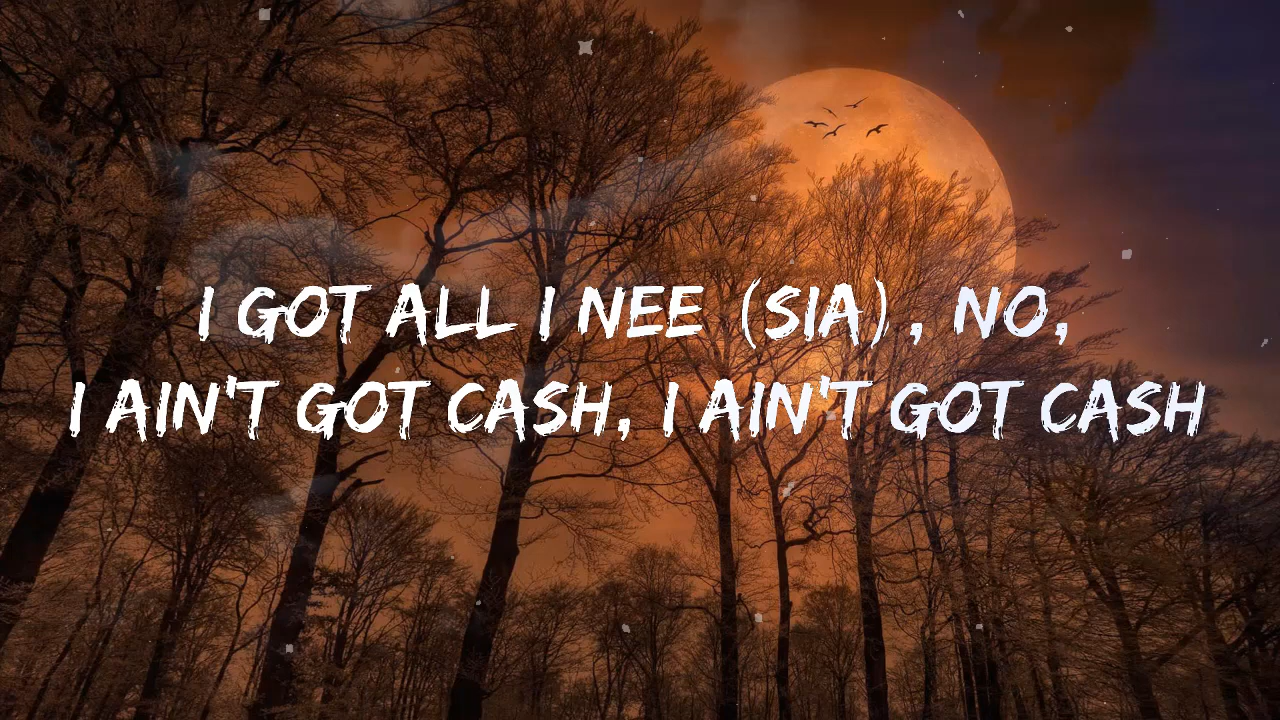 I GOT ALL I NEE (SIA) , NO,
I AIN'T GOT CASH, I AIN'T GOT CASH